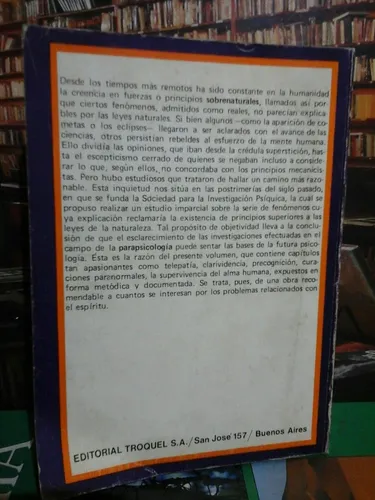 Desde los tiempos más remotos ha sido constante en la humanidad
la creencia en fuerzas o principios sobrenaturales, llamados así por
que ciertos fenómenos, admitidos como reales, no parecían explica-
bles por las leyes naturales. Si bien algunos —como la aparición de co-
metas o los eclipses— llegaron a ser aclarados con el avance de las
ciencias, otros persistían rebeldes al esfuerzo de la mente humana.
Ello dividía las opiniones, que iban desde la crédula superstición, has-
ta el escepticismo cerrado de quienes se negaban incluso a conside-
rar lo que, según ellos, no concordaba con los principios mecanicis-
tas. Pero hubo estudiosos que trataron de hallar un camino más razo-
nable. Esta inquietud nos sitúa en las postrimerías del siglo pasado,
en que se funda la Sociedad para la Investigación Psíquica, la cual se
propuso realizar un estudio imparcial sobre la serie de fenómenos cu-
ya explicación reclamaría la existencia de principios superiores a las
leyes de la naturaleza. Tal propósito de objetividad lleva a la conclu-
sión de que el esclarecimiento de las investigaciones efectuadas en el
campo de la parapsicología puede sentar las bases de la futura psico-
logía. Esta es la razón del presente volumen, que contiene capítulos
tan apasionantes como telepatía, clarividencia, precognición, cura-
ciones paranormales, la supervivencia del alma humana, expuestos en
forma metódica y documentada. Se trata, pues, de una obra reco-
mendable a cuantos se interesan por los problemas relacionados con
el espíritu.
EDITORIAL TROQUEL S.A./San José 157/ Buenos Aires